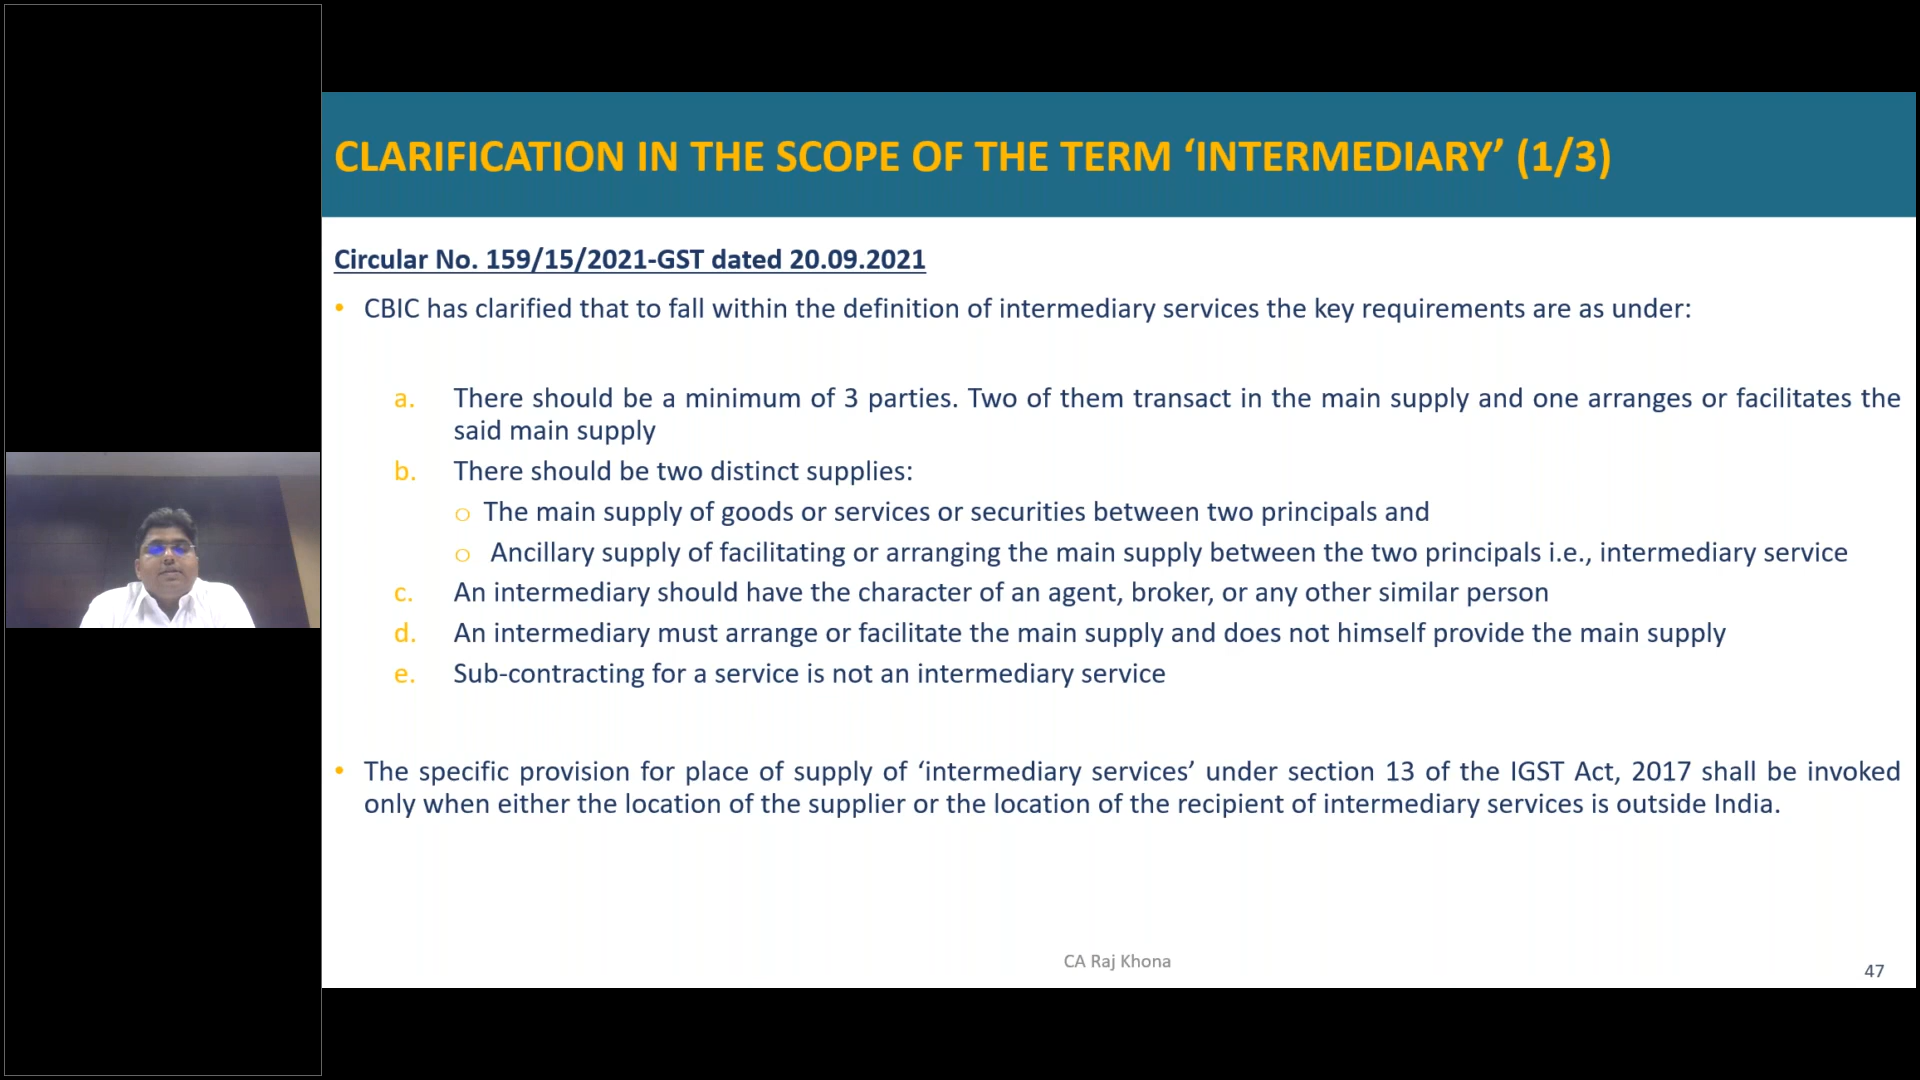 CLARIFICATION IN THE SCOPE OF THE TERM ‘INTERMEDIARY’ (1/3)
Circular No. 159/15/2021-GST dated 20.09.2021
• CBIC has clarified that to fall within the definition of intermediary services the key requirements are as under:
a. There should be a minimum of 3 parties. Two of them transact in the main supply and one arranges or facilitates the
said main supply
b. There should be two distinct supplies:
o The main supply of goods or services or securities between two principals and
o Ancillary supply of facilitating or arranging the main supply between the two principals i.e., intermediary service
c. An intermediary should have the character of an agent, broker, or any other similar person
d. An intermediary must arrange or facilitate the main supply and does not himself provide the main supply
e. Sub-contracting for a service is not an intermediary service
• The specific provision for place of supply of ‘intermediary services’ under section 13 of the IGST Act, 2017 shall be invoked
only when either the location of the supplier or the location of the recipient of intermediary services is outside India.
CA Raj Khona
47